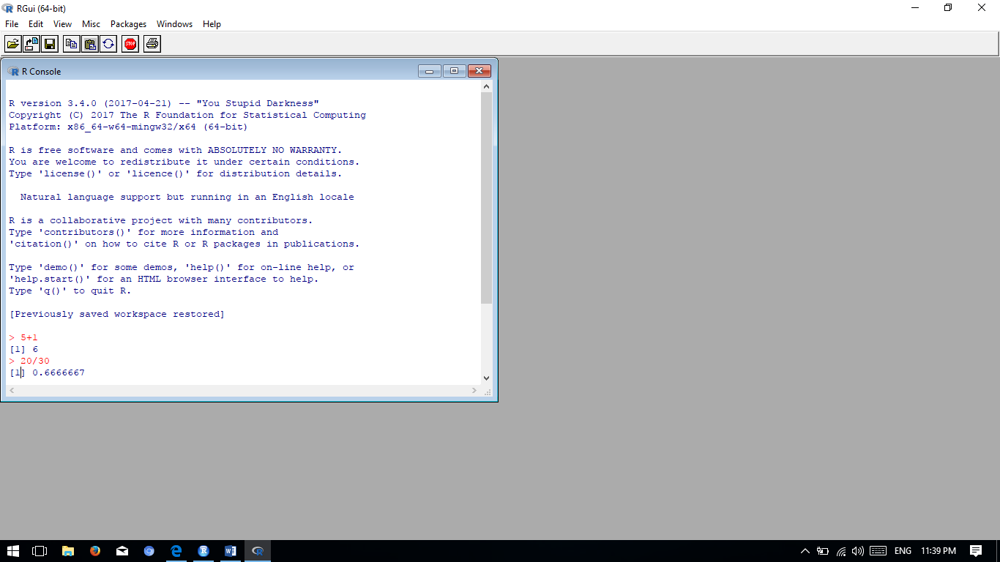 RGui (64-bit)
File Edit View Misc Packages Windows Help
STOP
R Console
R version 3.4.0 (2017-04-21) -- "You Stupid Darkness"
Copyright (C) 2017 The R Foundation for Statistical Computing
Platform: x86_64-w64-mingw32/x64 (64-bit)
R is free software and comes with ABSOLUTELY NO WARRANTY.
You are welcome to redistribute it under certain conditions.
Type 'license()' or 'licence()' for distribution details.
Natural language support but running in an English locale
R is a collaborative project with many contributors.
Type 'contributors()' for more information and
'citation()' on how to cite R or R packages in publications.
Type 'demo()' for some demos, 'help()' for on-line help, or
'help.start()' for an HTML browser interface to help.
Type 'q()' to quit R.
[Previously saved workspace restored]
> 5+1
[1] 6
> 20/30
[1] 0.6666667
ENG 11:39 PM